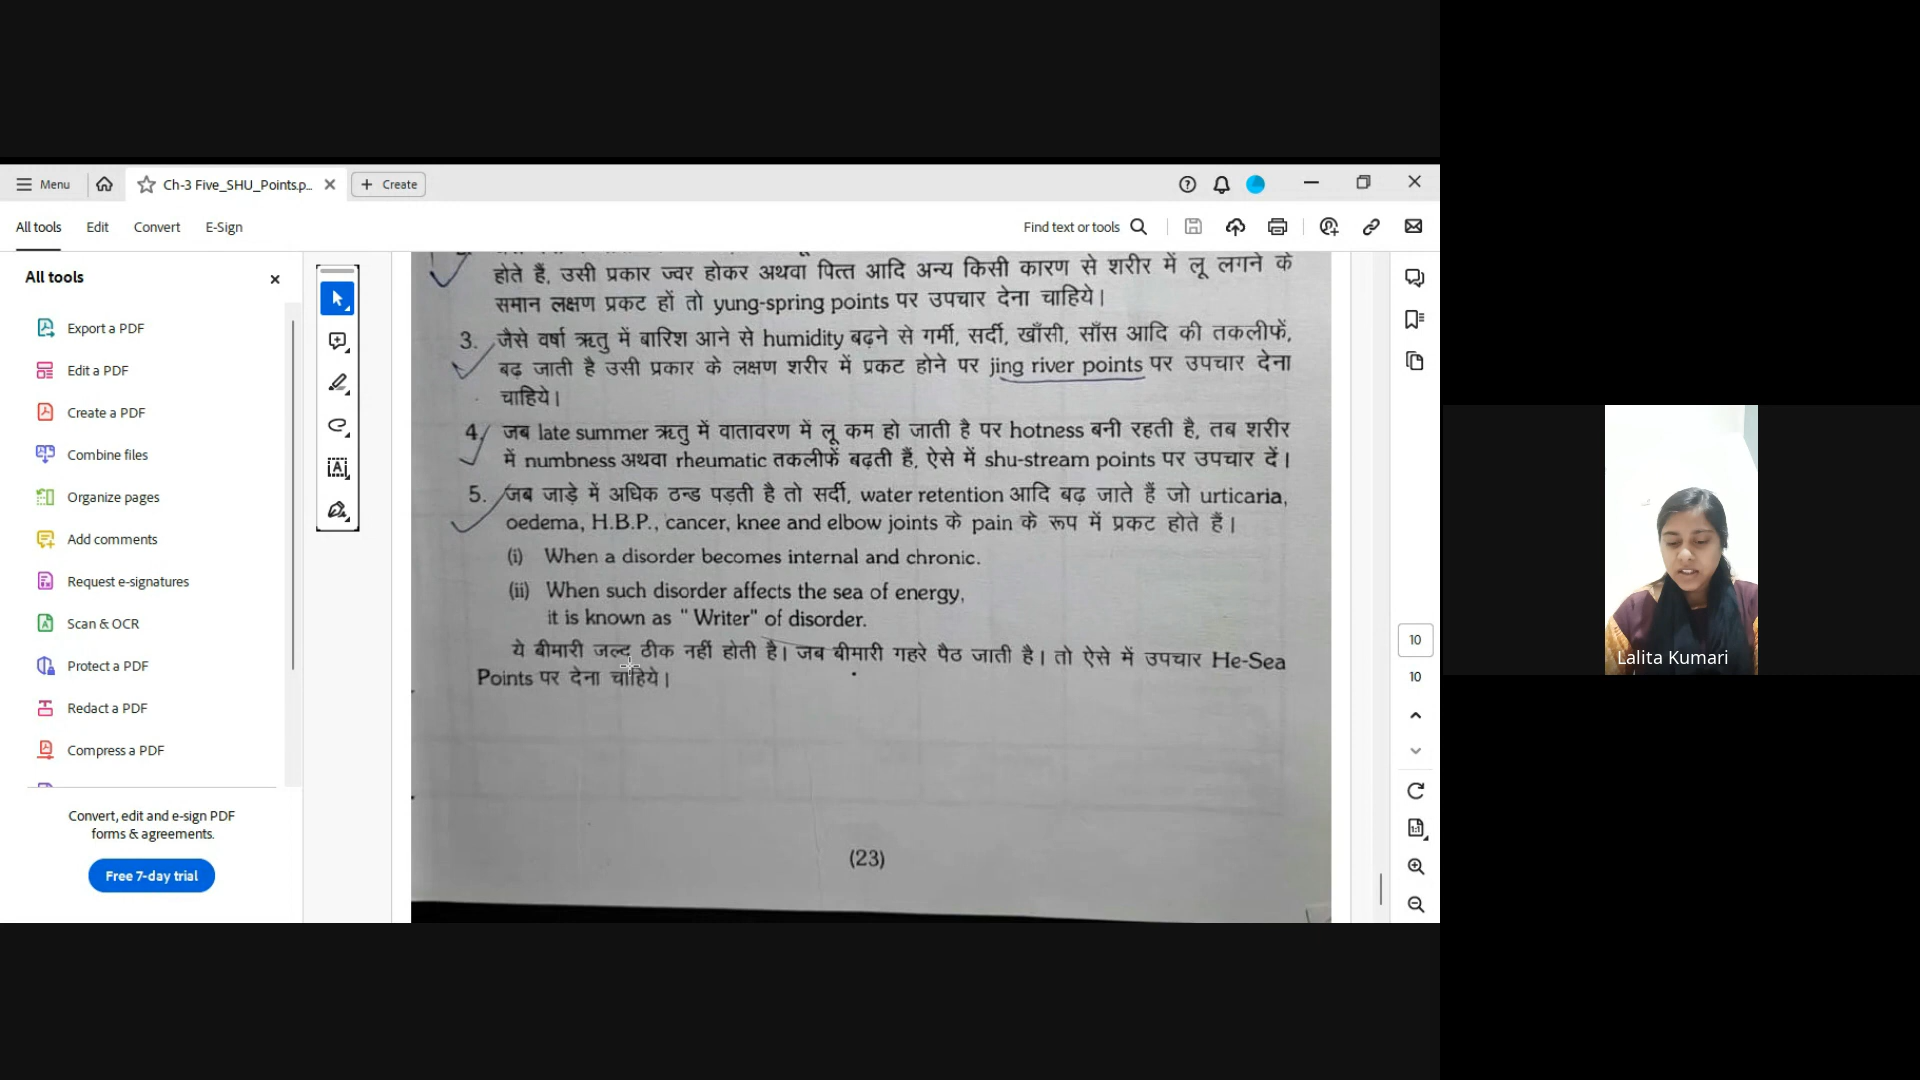 Menu
Ch-3 Five_SHU_Points.p...
Create
All tools
Edit
Convert
E-Sign
Find text or tools
All tools
Export a PDF
Edit a PDF
Create a PDF
Combine files
Organize pages
Add comments
Request e-signatures
Scan & OCR
Protect a PDF
Redact a PDF
Compress a PDF
Convert, edit and e-sign PDF
forms & agreements.
Free 7-day trial
होते हैं, उसी प्रकार ज्वर होकर अथवा पित्त आदि अन्य किसी कारण से शरीर में लू लगने के
समान लक्षण प्रकट हों तो yung-spring points पर उपचार देना चाहिये।
3. जैसे वर्षा ऋतु में बारिश आने से humidity बढ़ने से गर्मी, सर्दी, खाँसी, साँस आदि की तकलीफें,
बढ़ जाती है उसी प्रकार के लक्षण शरीर में प्रकट होने पर jing river points पर उपचार देना
चाहिये।
4. जब late summer ऋतु में वातावरण में लू कम हो जाती है पर hotness बनी रहती है, तब शरीर
में numbness अथवा rheumatic तकलीफें बढ़ती हैं, ऐसे में shu-stream points पर उपचार दें।
5. जब जाड़े में अधिक ठन्ड पड़ती है तो सर्दी, water retention आदि बढ़ जाते हैं जो urticaria,
oedema, H.B.P., cancer, knee and elbow joints के pain के रूप में प्रकट होते हैं।
(i) When a disorder becomes internal and chronic.
(ii) When such disorder affects the sea of energy,
it is known as " Writer" of disorder.
ये बीमारी जल्द ठीक नहीं होती है। जब बीमारी गहरे पैठ जाती है। तो ऐसे में उपचार He-Sea
Points पर देना चाहिये।
(23)
10
10
Lalita Kumari